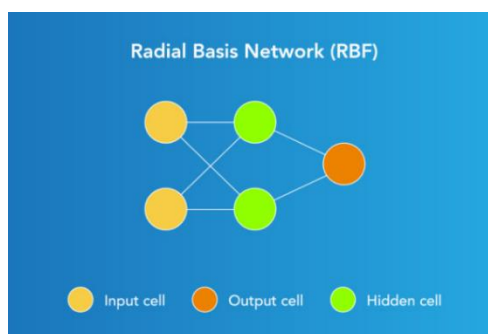 Radial Basis Network (RBF)
Input cell Output cell Hidden cell